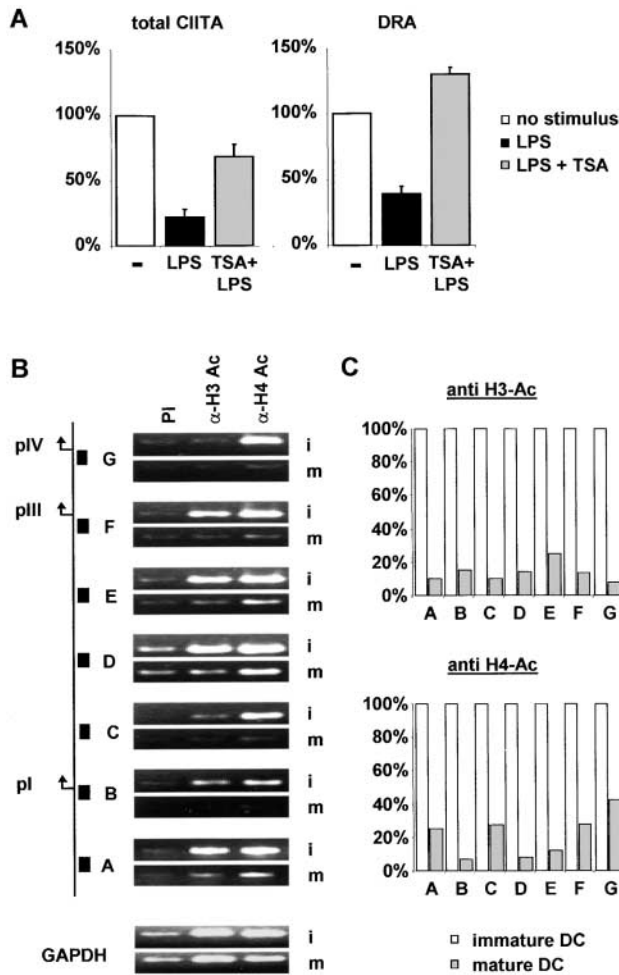 A
total CIITA
DRA
150%
100%
50%
0%
- LPS TSA+ LPS
150%
100%
50%
0%
- LPS TSA+ LPS
no stimulus
LPS
LPS + TSA
B
PI α-H3 Ac α-H4 Ac
pIV
G
i
m
pIII
F
i
m
E
i
m
D
i
m
C
i
m
pI
B
i
m
A
i
m
GAPDH
i
m
C
anti H3-Ac
100%
80%
60%
40%
20%
0%
A B C D E F G
anti H4-Ac
100%
80%
60%
40%
20%
0%
A B C D E F G
immature DC
mature DC